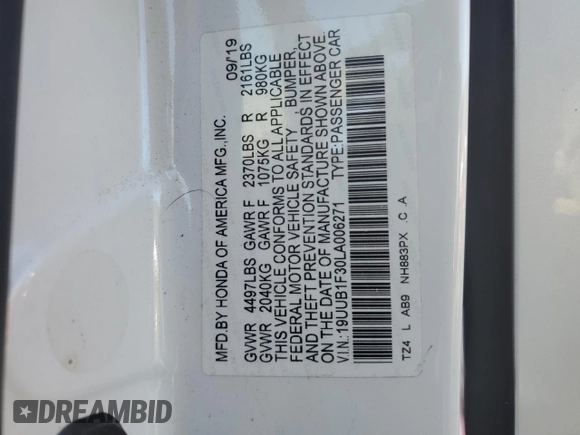 MFD.BY HONDA OF AMERICA MFG.,INC. 09/19
GVWR 4497LBS GAWR F 2370LBS R 2161LBS
GVWR 2040KG GAWR F 1075KG R 980KG
THIS VEHICLE CONFORMS TO ALL APPLICABLE
FEDERAL MOTOR VEHICLE SAFETY BUMPER,
AND THEFT PREVENTION STANDARDS IN EFFECT
ON THE DATE OF MANUFACTURE SHOWN ABOVE.
VIN.:19UUB1F30LA006271 TYPE:PASSENGER CAR
TZ4 L AB9 NH883PX C A
DREAMBID